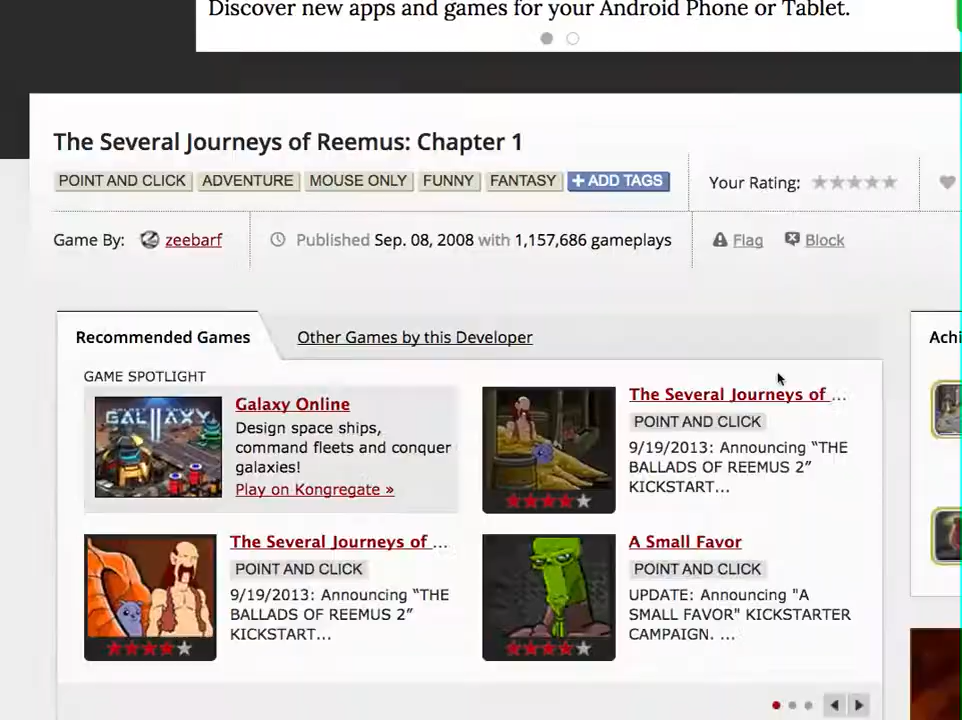 Discover new apps and games for your Android Phone or Tablet.
The Several Journeys of Reemus: Chapter 1
POINT AND CLICK ADVENTURE MOUSE ONLY FUNNY FANTASY + ADD TAGS
Your Rating:
Game By: zeebarf
Published Sep. 08, 2008 with 1,157,686 gameplays
Flag Block
Recommended Games
Other Games by this Developer
Achi
GAME SPOTLIGHT
GALAXY II
Galaxy Online
Design space ships,
command fleets and conquer
galaxies!
Play on Kongregate »
The Several Journeys of ...
POINT AND CLICK
9/19/2013: Announcing “THE
BALLADS OF REEMUS 2”
KICKSTART...
The Several Journeys of ...
POINT AND CLICK
9/19/2013: Announcing “THE
BALLADS OF REEMUS 2”
KICKSTART...
A Small Favor
POINT AND CLICK
UPDATE: Announcing "A
SMALL FAVOR" KICKSTARTER
CAMPAIGN. ...